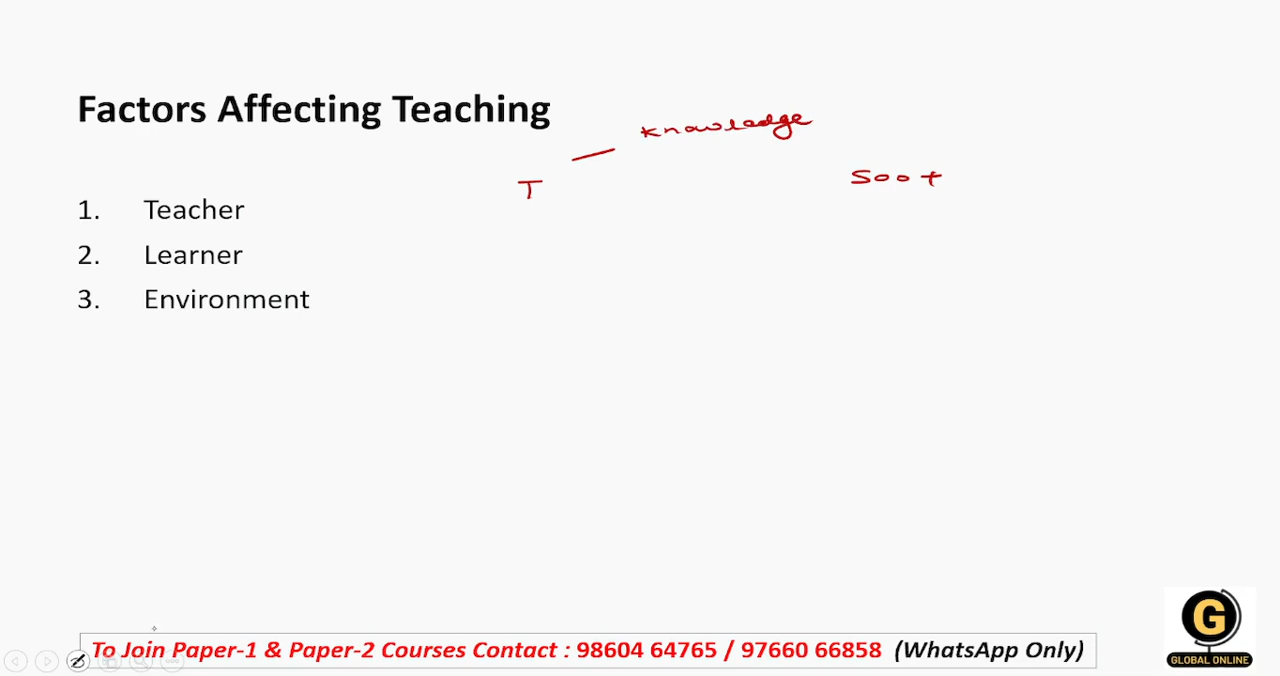 Factors Affecting Teaching
knowledge
T
500+
1. Teacher
2. Learner
3. Environment
To Join Paper-1 & Paper-2 Courses Contact : 98604 64765 / 97660 66858 (WhatsApp Only)
G
GLOBAL ONLINE